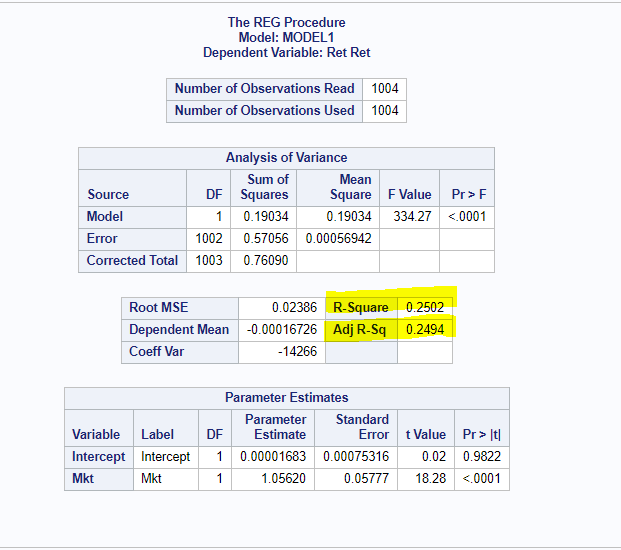 The REG Procedure
Model: MODEL1
Dependent Variable: Ret Ret
Number of Observations Read 1004
Number of Observations Used 1004
Analysis of Variance
Source DF Sum of Squares Mean Square F Value Pr > F
Model 1 0.19034 0.19034 334.27 <.0001
Error 1002 0.57056 0.00056942
Corrected Total 1003 0.76090
Root MSE 0.02386 R-Square 0.2502
Dependent Mean -0.00016726 Adj R-Sq 0.2494
Coeff Var -14266
Parameter Estimates
Variable Label DF Parameter Estimate Standard Error t Value Pr > |t|
Intercept Intercept 1 0.00001683 0.00075316 0.02 0.9822
Mkt Mkt 1 1.05620 0.05777 18.28 <.0001